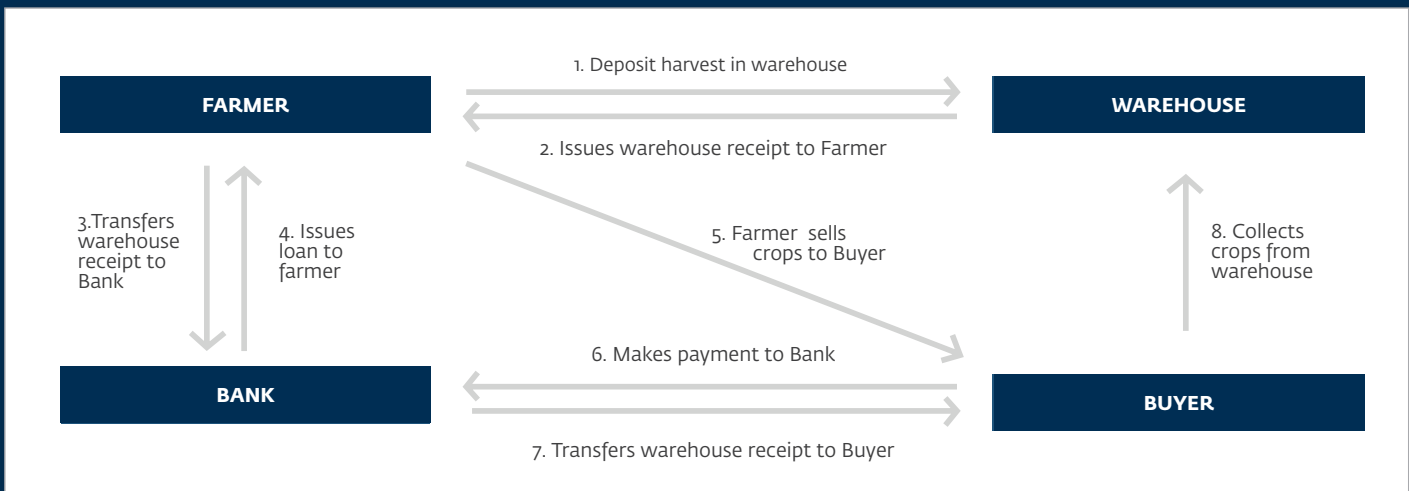 1. Deposit harvest in warehouse
FARMER
WAREHOUSE
2. Issues warehouse receipt to Farmer
3.Transfers
warehouse
receipt to
Bank
4. Issues
loan to
farmer
5. Farmer sells
crops to Buyer
8. Collects
crops from
warehouse
6. Makes payment to Bank
BANK
BUYER
7. Transfers warehouse receipt to Buyer